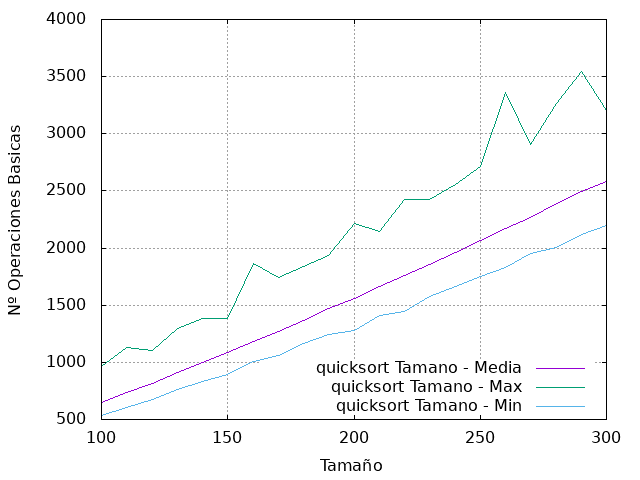 4000
3500
3000
2500
2000
1500
1000
500
Nº Operaciones Basicas
quicksort Tamano - Media
quicksort Tamano - Max
quicksort Tamano - Min
100 150 200 250 300
Tamaño